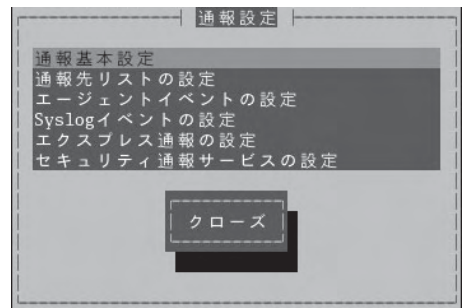 通報設定
通報基本設定
通報先リストの設定
エージェントイベントの設定
Syslogイベントの設定
エクスプレス通報の設定
セキュリティ通報サービスの設定
クローズ